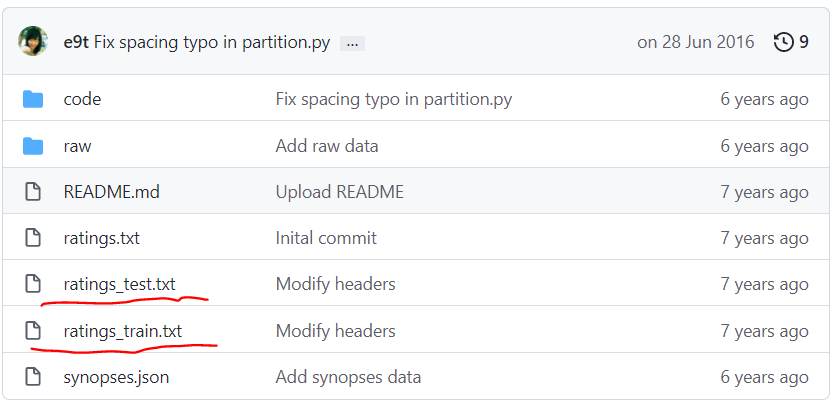 e9t Fix spacing typo in partition.py ... on 28 Jun 2016 9
code Fix spacing typo in partition.py 6 years ago
raw Add raw data 6 years ago
README.md Upload README 7 years ago
ratings.txt Inital commit 7 years ago
ratings_test.txt Modify headers 7 years ago
ratings_train.txt Modify headers 7 years ago
synopses.json Add synopses data 6 years ago